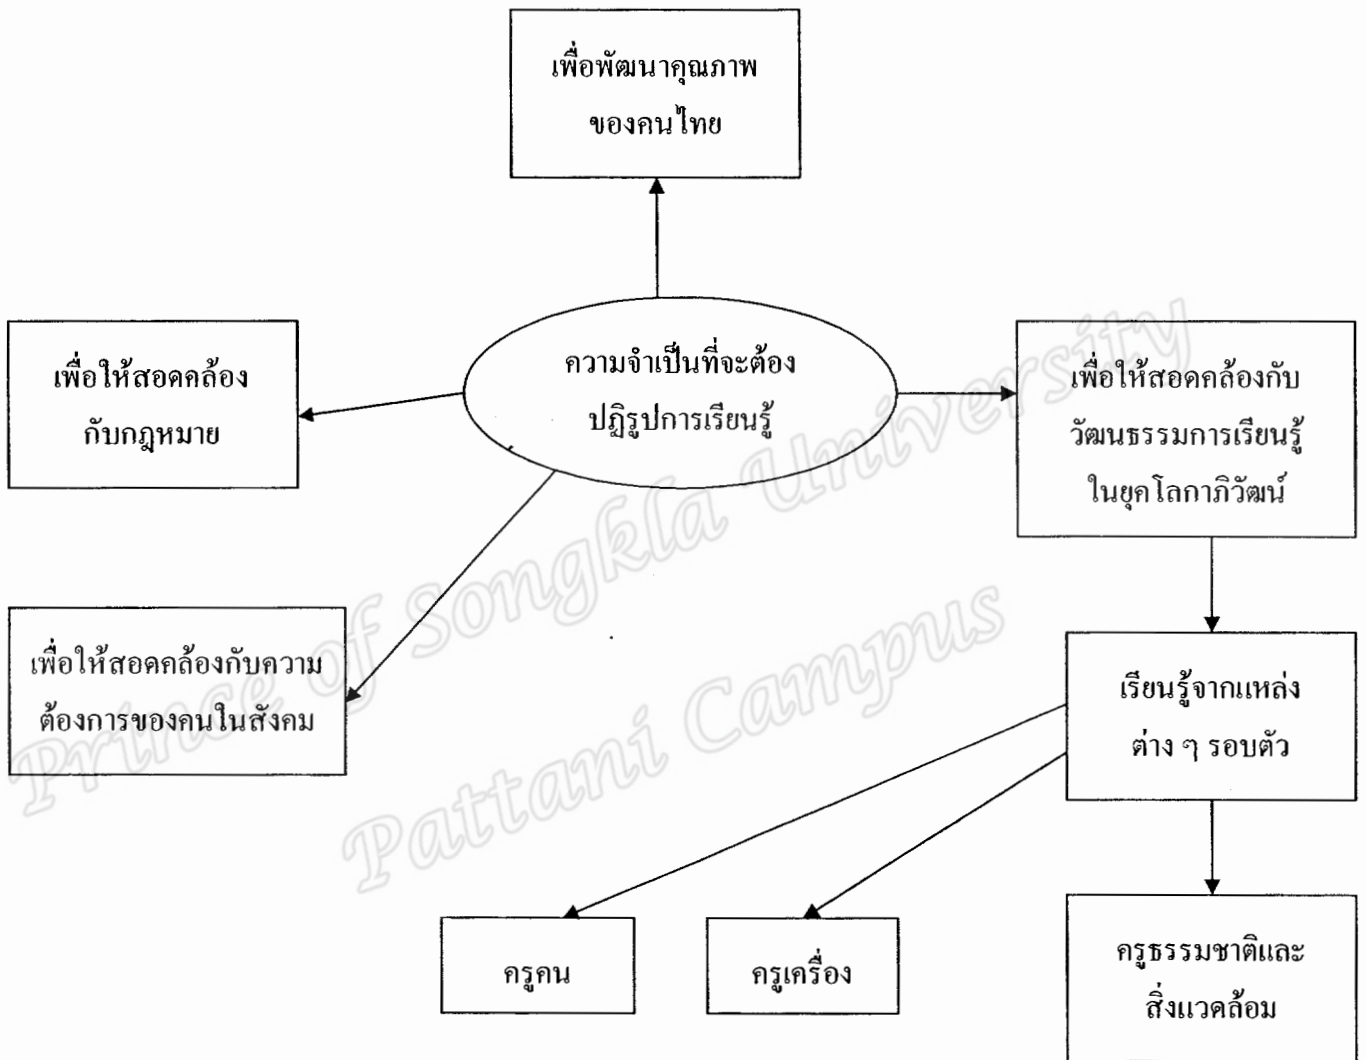 เพื่อพัฒนาคุณภาพ
ของคนไทย
เพื่อให้สอดคล้อง
กับกฎหมาย
ความจำเป็นที่จะต้อง
ปฏิรูปการเรียนรู้
เพื่อให้สอดคล้องกับ
วัฒนธรรมการเรียนรู้
ในยุคโลกาภิวัฒน์
เพื่อให้สอดคล้องกับความ
ต้องการของคนในสังคม
เรียนรู้จากแหล่ง
ต่าง ๆ รอบตัว
ครูคน
ครูเครื่อง
ครูธรรมชาติและ
สิ่งแวดล้อม
Prince of Songkla University
Pattani Campus